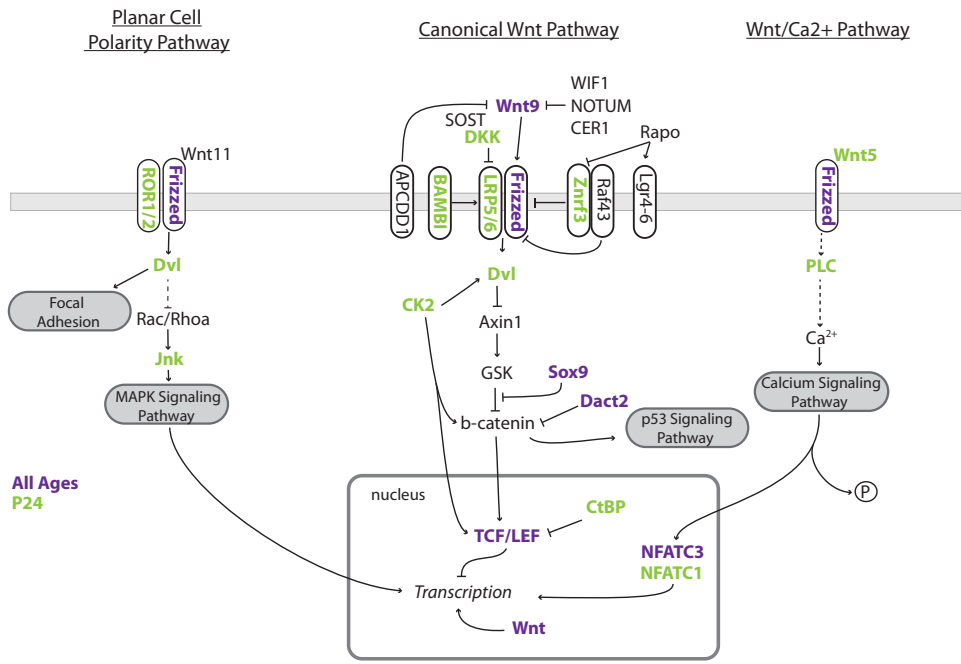 Planar Cell
Polarity Pathway
Canonical Wnt Pathway
Wnt/Ca2+ Pathway
Wnt11
ROR1/2
Frizzed
Dvl
Focal
Adhesion
Rac/Rhoa
Jnk
MAPK Signaling
Pathway
WIF1
Wnt9
NOTUM
CER1
SOST
DKK
Rapo
APCDD1
BAMBI
LRP5/6
Frizzed
Znrf3
Raf43
Lgr4-6
Dvl
CK2
Axin1
GSK
Sox9
Dact2
b-catenin
p53 Signaling
Pathway
Wnt5
Frizzed
PLC
Ca2+
Calcium Signaling
Pathway
P
All Ages
P24
nucleus
CtBP
TCF/LEF
NFATC3
NFATC1
Transcription
Wnt